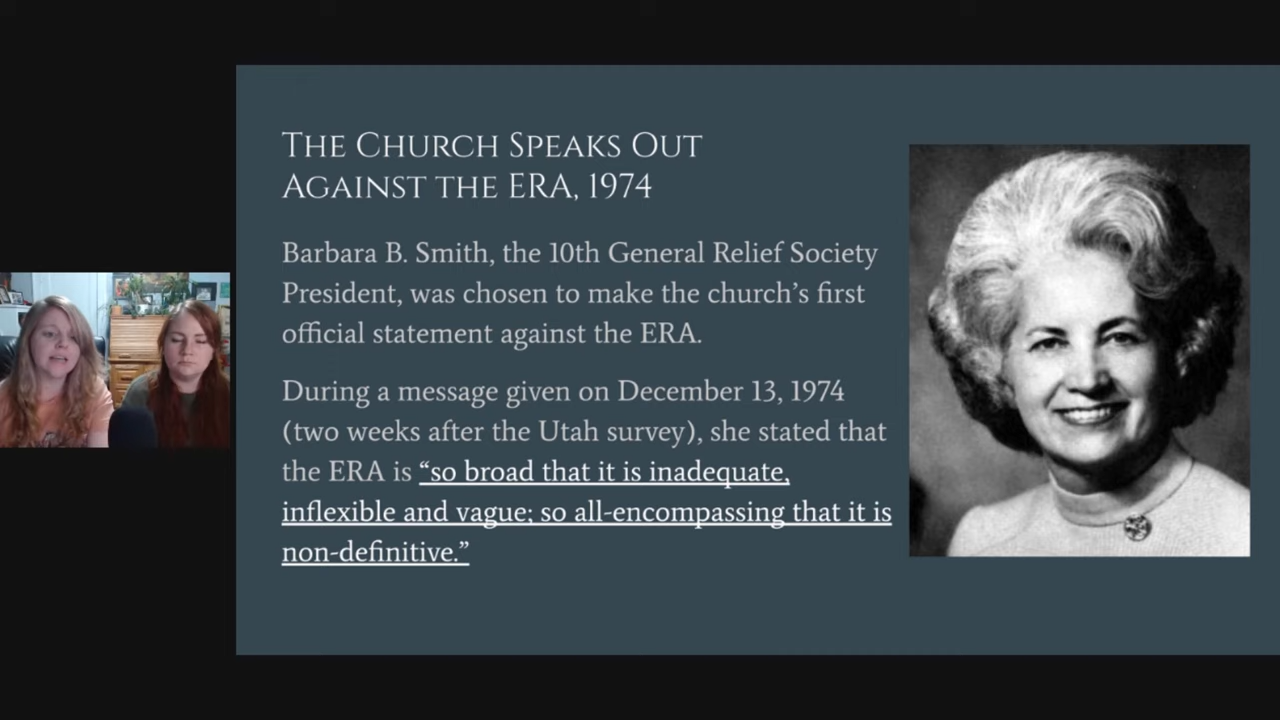 The Church Speaks Out
Against the ERA, 1974
Barbara B. Smith, the 10th General Relief Society
President, was chosen to make the church’s first
official statement against the ERA.
During a message given on December 13, 1974
(two weeks after the Utah survey), she stated that
the ERA is “so broad that it is inadequate,
inflexible and vague; so all-encompassing that it is
non-definitive.”